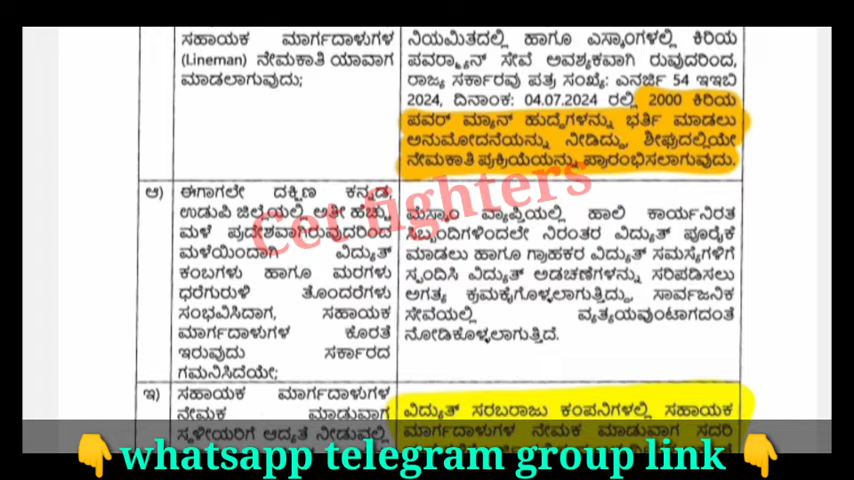 ಸಹಾಯಕ ಮಾರ್ಗದಾಳುಗಳ
(Lineman) ನೇಮಕಾತಿ ಯಾವಾಗ
ಮಾಡಲಾಗುವುದು;
ನಿಯಮಿತದಲ್ಲಿ ಹಾಗೂ ಎಸ್ಕಾಂಗಳಲ್ಲಿ ಕಿರಿಯ
ಪವರ್‍ಮ್ಯಾನ್ ಸೇವೆ ಅವಶ್ಯಕವಾಗಿ ರುವುದರಿಂದ,
ರಾಜ್ಯ ಸರ್ಕಾರವು ಪತ್ರ ಸಂಖ್ಯೆ: ಎನರ್ಜಿ 54 ಇಇಬಿ
2024, ದಿನಾಂಕ: 04.07.2024 ರಲ್ಲಿ 2000 ಕಿರಿಯ
ಪವರ್ ಮ್ಯಾನ್ ಹುದ್ದೆಗಳನ್ನು ಭರ್ತಿ ಮಾಡಲು
ಅನುಮೋದನೆಯನ್ನು ನೀಡಿದ್ದು, ಶೀಘ್ರದಲ್ಲಿಯೇ
ನೇಮಕಾತಿ ಪ್ರಕ್ರಿಯೆಯನ್ನು ಪ್ರಾರಂಭಿಸಲಾಗುವುದು.
ಆ) ಈಗಾಗಲೇ ದಕ್ಷಿಣ ಕನ್ನಡ,
ಉಡುಪಿ ಜಿಲ್ಲೆಯಲ್ಲಿ ಅತೀ ಹೆಚ್ಚು
ಮಳೆ ಪ್ರದೇಶವಾಗಿರುವುದರಿಂದ
ಮಳೆಯಿಂದಾಗಿ ವಿದ್ಯುತ್
ಕಂಬಗಳು ಹಾಗೂ ಮರಗಳು
ಧರೆಗುರುಳಿ ತೊಂದರೆಗಳು
ಸಂಭವಿಸಿದಾಗ, ಸಹಾಯಕ
ಮಾರ್ಗದಾಳುಗಳ ಕೊರತೆ
ಇರುವುದು ಸರ್ಕಾರದ
ಗಮನಿಸಿದೆಯೇ;
ಮೆಸ್ಕಾಂ ವ್ಯಾಪ್ತಿಯಲ್ಲಿ ಹಾಲಿ ಕಾರ್ಯನಿರತ
ಸಿಬ್ಬಂದಿಗಳಿಂದಲೇ ನಿರಂತರ ವಿದ್ಯುತ್ ಪೂರೈಕೆ
ಮಾಡಲು ಹಾಗೂ ಗ್ರಾಹಕರ ವಿದ್ಯುತ್ ಸಮಸ್ಯೆಗಳಿಗೆ
ಸ್ಪಂದಿಸಿ ವಿದ್ಯುತ್ ಅಡಚಣೆಗಳನ್ನು ಸರಿಪಡಿಸಲು
ಅಗತ್ಯ ಕ್ರಮಕೈಗೊಳ್ಳಲಾಗುತ್ತಿದ್ದು, ಸಾರ್ವಜನಿಕ
ಸೇವೆಯಲ್ಲಿ ವ್ಯತ್ಯಯವುಂಟಾಗದಂತೆ
ನೋಡಿಕೊಳ್ಳಲಾಗುತ್ತಿದೆ.
Cet fighters
ಇ) ಸಹಾಯಕ ಮಾರ್ಗದಾಳುಗಳ
ನೇಮಕ ಮಾಡುವಾಗ
ಸ್ಥಳೀಯರಿಗೆ ಆದ್ಯತೆ ನೀಡುವಲ್ಲಿ
ವಿದ್ಯುತ್ ಸರಬರಾಜು ಕಂಪನಿಗಳಲ್ಲಿ ಸಹಾಯಕ
ಮಾರ್ಗದಾಳುಗಳ ನೇಮಕ ಮಾಡುವಾಗ ಸದರಿ
👇whatsapp telegram group link 👇